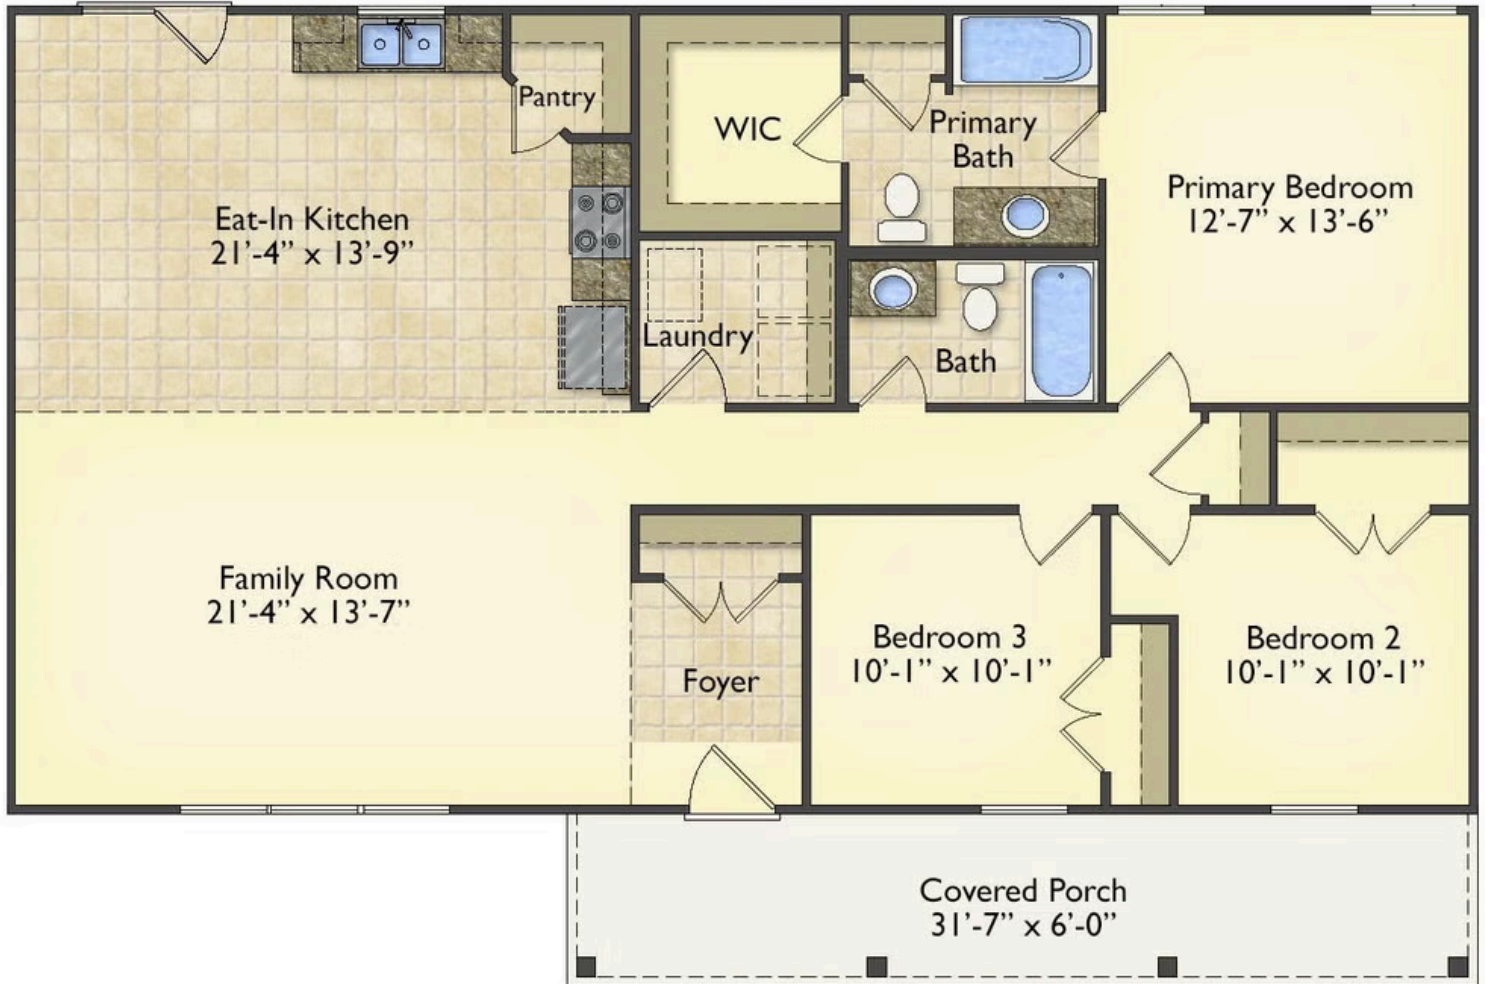 Pantry
WIC
Primary
Bath
Primary Bedroom
12’-7” x 13’-6”
Eat-In Kitchen
21’-4” x 13’-9”
Laundry
Bath
Family Room
21’-4” x 13’-7”
Foyer
Bedroom 3
10’-1” x 10’-1”
Bedroom 2
10’-1” x 10’-1”
Covered Porch
31’-7” x 6’-0”